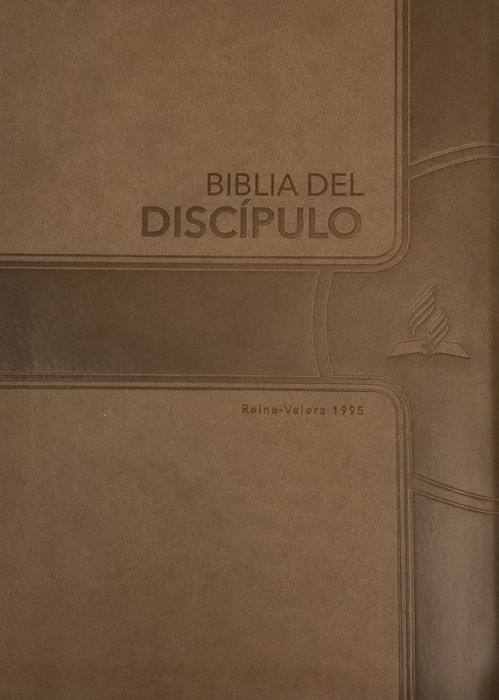 BIBLIA DEL
DISCÍPULO
Reina-Valera 1995